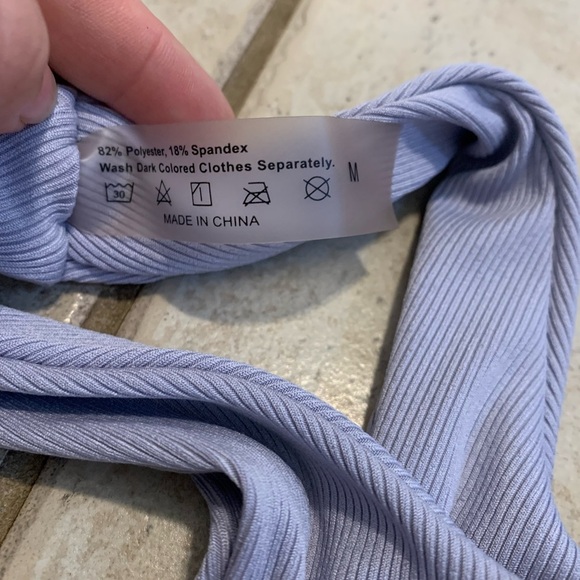 82% Polyester, 18% Spandex
Wash Dark Colored Clothes Separately.
30
M
MADE IN CHINA